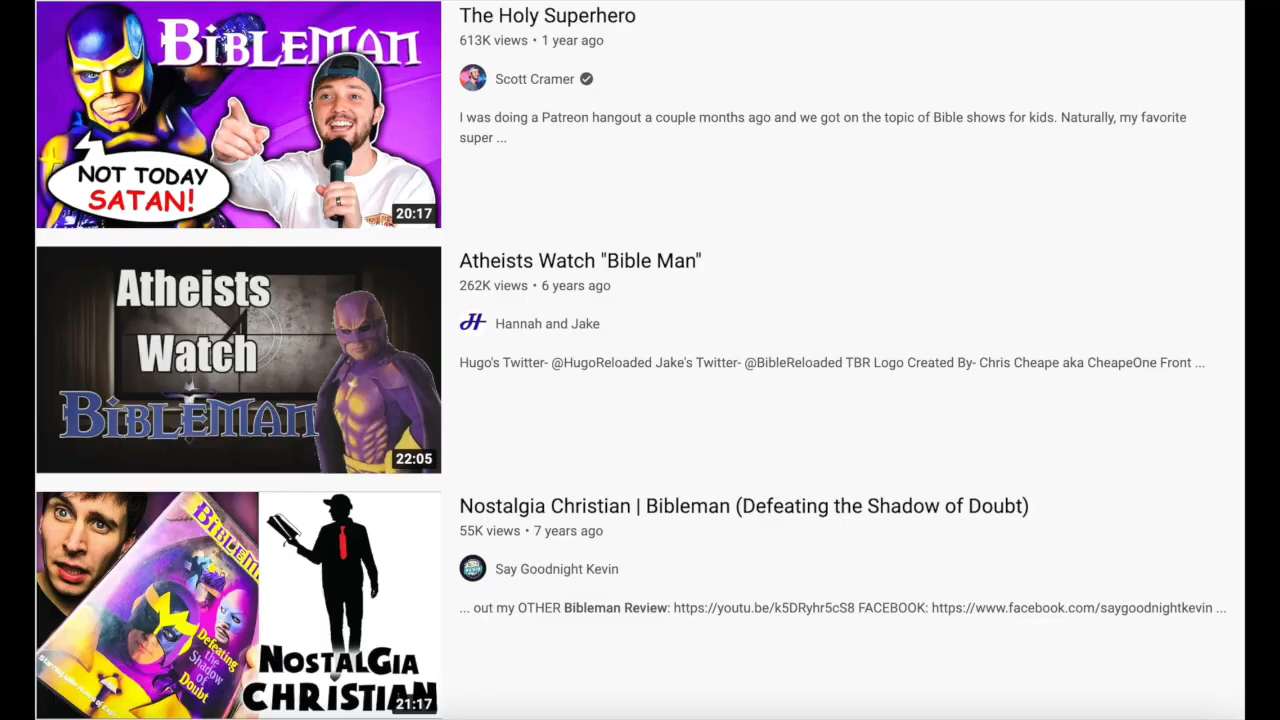 BIBLEMAN
NOT TODAY
SATAN!
20:17
The Holy Superhero
613K views • 1 year ago
Scott Cramer
I was doing a Patreon hangout a couple months ago and we got on the topic of Bible shows for kids. Naturally, my favorite
super ...
Atheists
Watch
BIBLEMAN
22:05
Atheists Watch "Bible Man"
262K views • 6 years ago
Hannah and Jake
Hugo's Twitter- @HugoReloaded Jake's Twitter- @BibleReloaded TBR Logo Created By- Chris Cheape aka CheapeOne Front ...
BIBLEMAN
Defeating
the
Shadow
of
Doubt
NOSTALGIA
CHRISTIAN
21:17
Nostalgia Christian | Bibleman (Defeating the Shadow of Doubt)
55K views • 7 years ago
Say Goodnight Kevin
... out my OTHER Bibleman Review: https://youtu.be/k5DRyhr5cS8 FACEBOOK: https://www.facebook.com/saygoodnightkevin ...